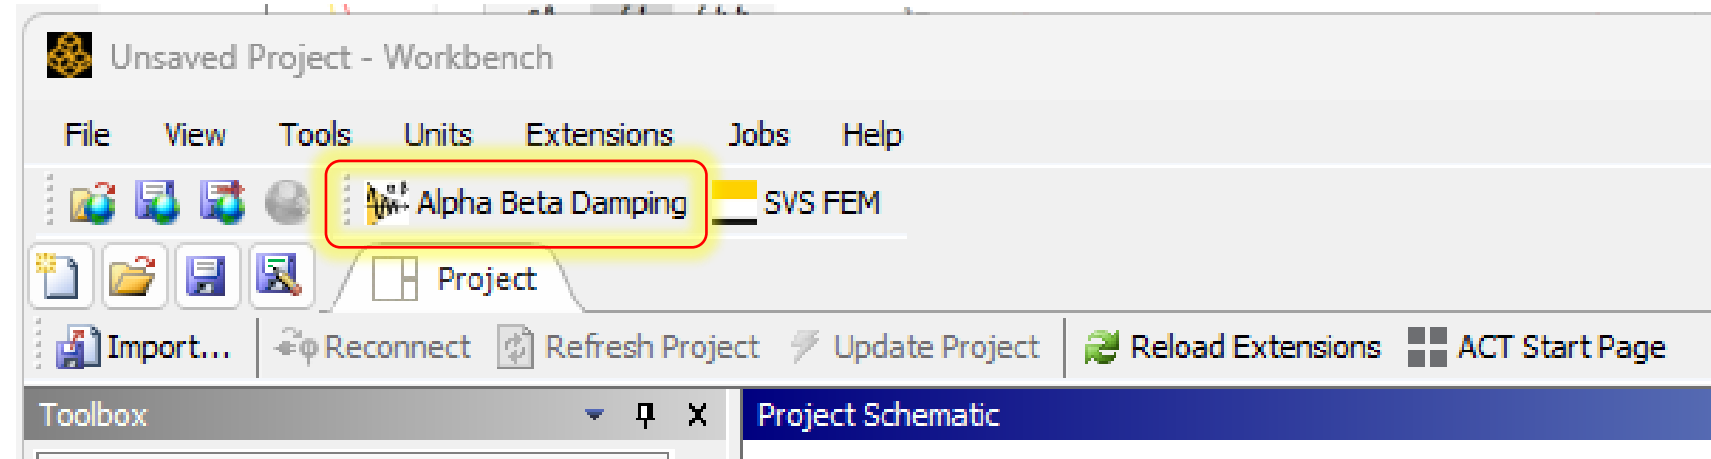 Unsaved Project - Workbench
File View Tools Units Extensions Jobs Help
Alpha Beta Damping SVS FEM
Project
Import... Reconnect Refresh Project Update Project Reload Extensions ACT Start Page
Toolbox Project Schematic